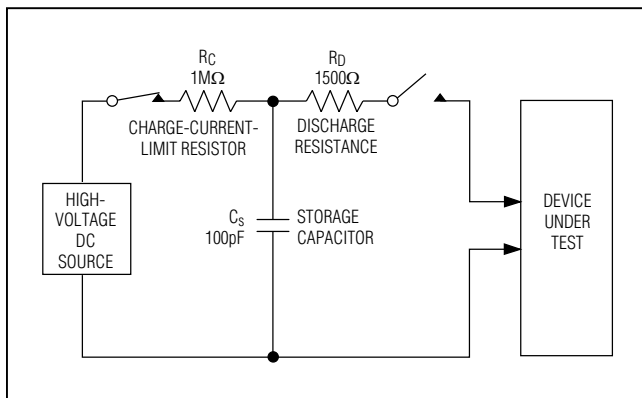 RC
1MΩ
CHARGE-CURRENT-
LIMIT RESISTOR
RD
1500Ω
DISCHARGE
RESISTANCE
HIGH-
VOLTAGE
DC
SOURCE
Cs
100pF
STORAGE
CAPACITOR
DEVICE
UNDER
TEST